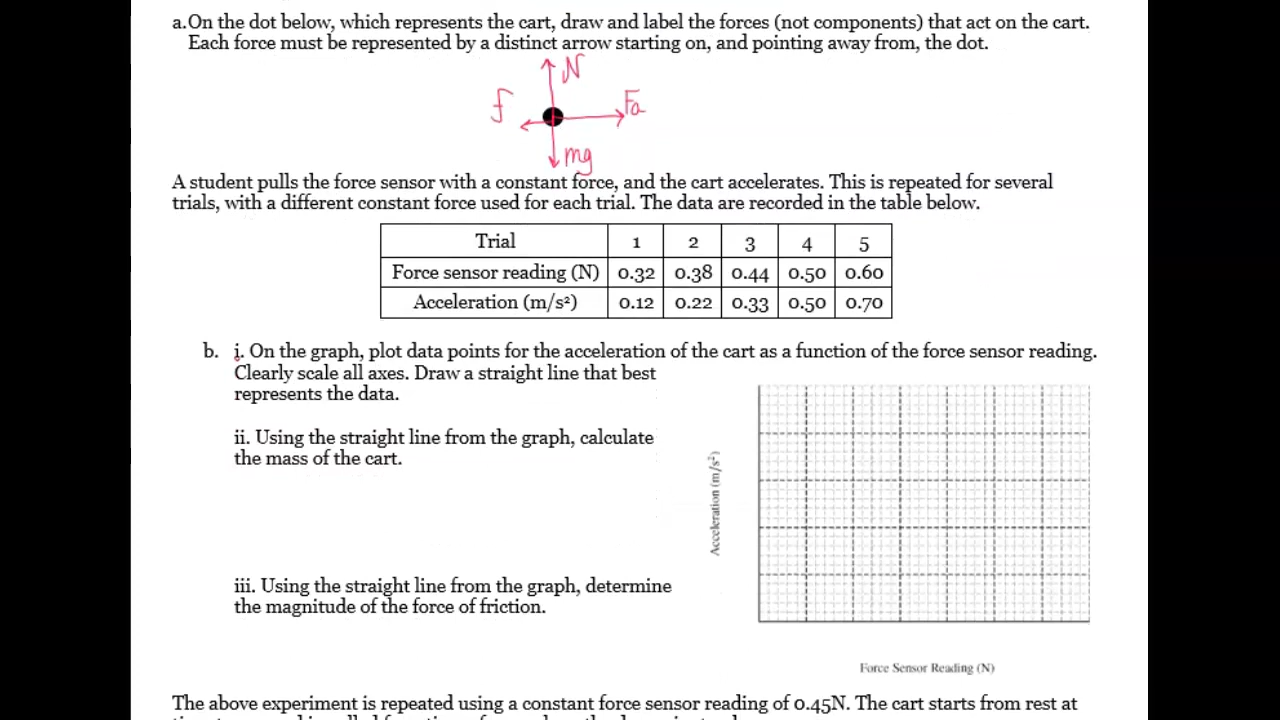 a.On the dot below, which represents the cart, draw and label the forces (not components) that act on the cart.
Each force must be represented by a distinct arrow starting on, and pointing away from, the dot.
N
f
Fa
mg
A student pulls the force sensor with a constant force, and the cart accelerates. This is repeated for several
trials, with a different constant force used for each trial. The data are recorded in the table below.
Trial 1 2 3 4 5
Force sensor reading (N) 0.32 0.38 0.44 0.50 0.60
Acceleration (m/s²) 0.12 0.22 0.33 0.50 0.70
b. i. On the graph, plot data points for the acceleration of the cart as a function of the force sensor reading.
Clearly scale all axes. Draw a straight line that best
represents the data.
ii. Using the straight line from the graph, calculate
the mass of the cart.
Acceleration (m/s²)
iii. Using the straight line from the graph, determine
the magnitude of the force of friction.
Force Sensor Reading (N)
The above experiment is repeated using a constant force sensor reading of 0.45N. The cart starts from rest at